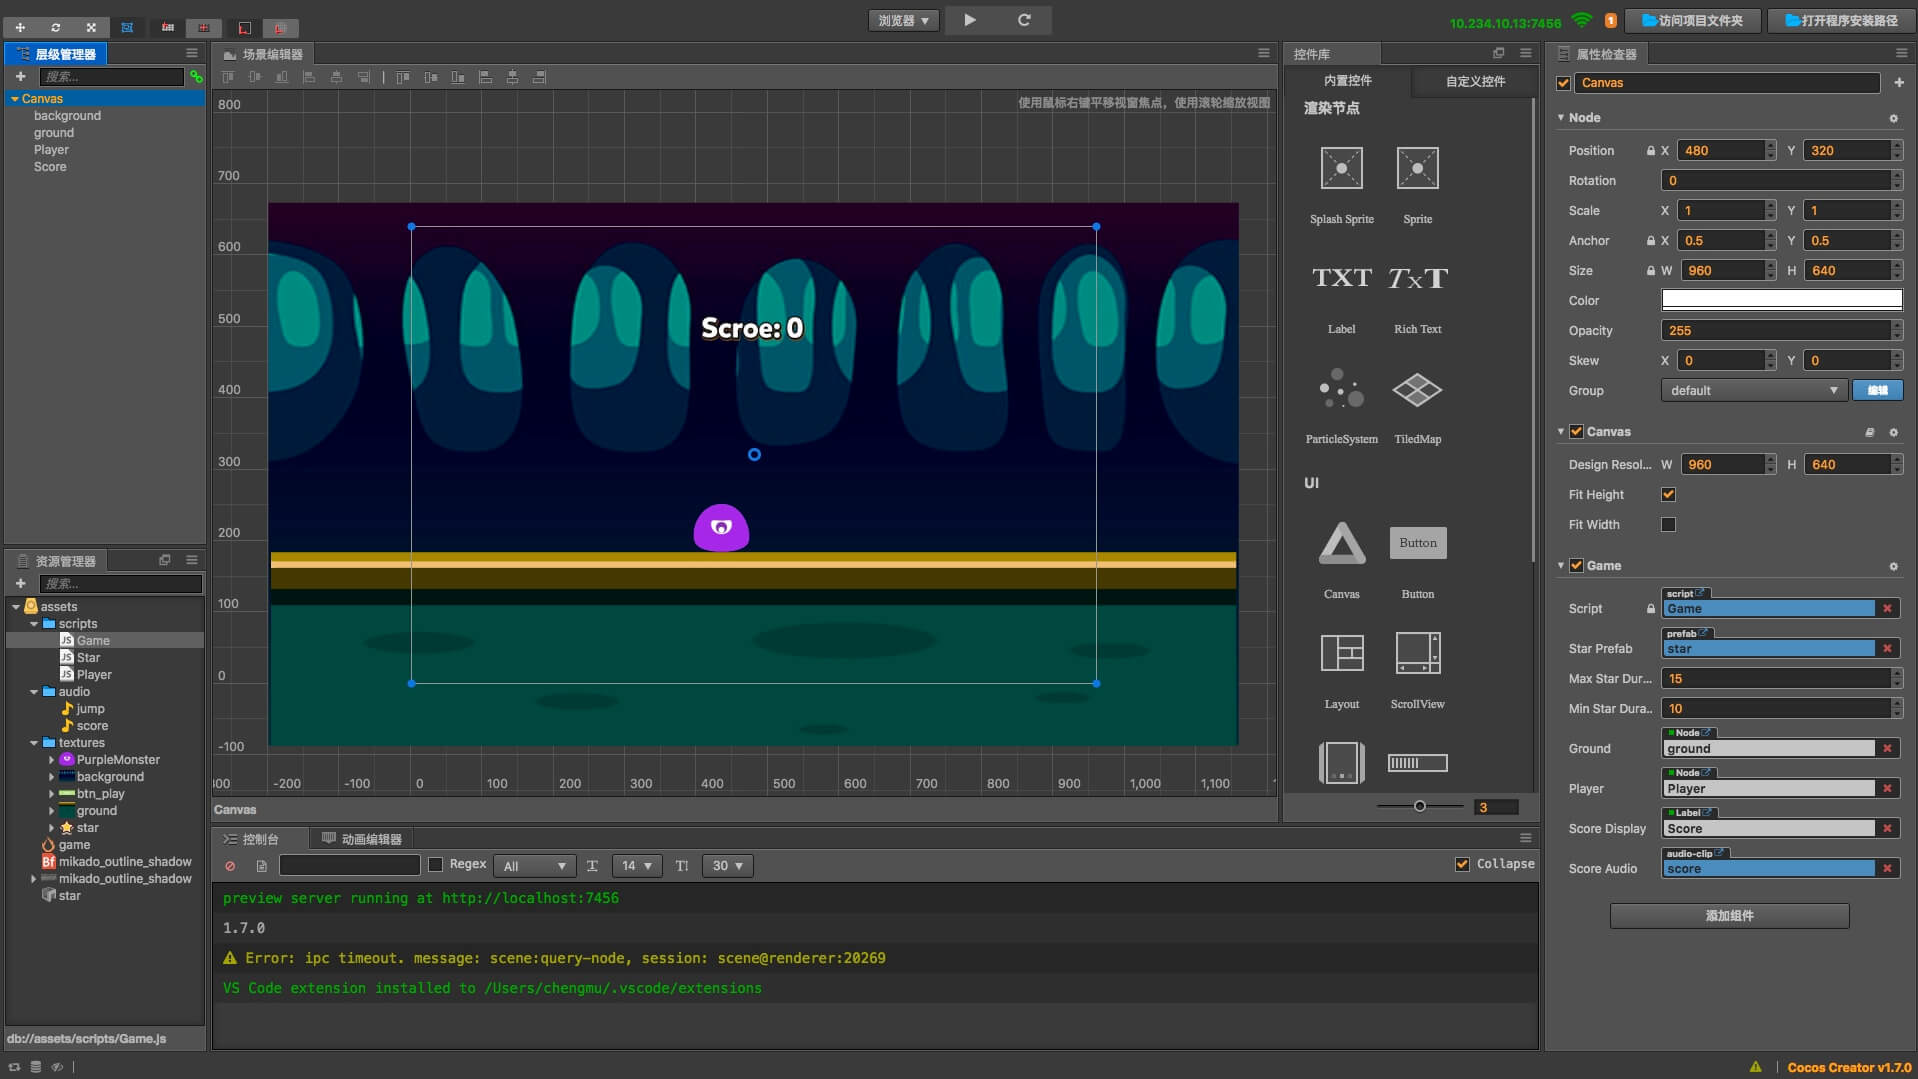 浏览器
10.234.10.13:7456
1
访问项目文件夹
打开程序安装路径
层级管理器
搜索...
Canvas
background
ground
Player
Score
场景编辑器
使用鼠标右键平移视窗焦点，使用滚轮缩放视图
800
700
600
500
400
300
200
100
0
-100
Scroe: 0
00 -200 -100 0 100 200 300 400 500 600 700 800 900 1,000 1,100
Canvas
控件库
内置控件
自定义控件
渲染节点
Splash Sprite
Sprite
TXT
TxT
Label
Rich Text
ParticleSystem
TiledMap
UI
Button
Canvas
Button
Layout
ScrollView
3
资源管理器
搜索...
assets
scripts
JS Game
JS Star
JS Player
audio
jump
score
textures
PurpleMonster
background
btn_play
ground
star
game
Bf mikado_outline_shadow
mikado_outline_shadow
star
db://assets/scripts/Game.js
控制台
动画编辑器
Regex
All
14
30
Collapse
preview server running at http://localhost:7456
1.7.0
Error: ipc timeout. message: scene:query-node, session: scene@renderer:20269
VS Code extension installed to /Users/chengmu/.vscode/extensions
属性检查器
Canvas
Node
Position X 480 Y 320
Rotation 0
Scale X 1 Y 1
Anchor X 0.5 Y 0.5
Size W 960 H 640
Color
Opacity 255
Skew X 0 Y 0
Group default 编辑
Canvas
Design Resol... W 960 H 640
Fit Height
Fit Width
Game
script
Script Game
prefab
Star Prefab star
Max Star Dur... 15
Min Star Dura.. 10
Node
Ground ground
Node
Player Player
Label
Score Display Score
audio-clip
Score Audio score
添加组件
Cocos Creator v1.7.0